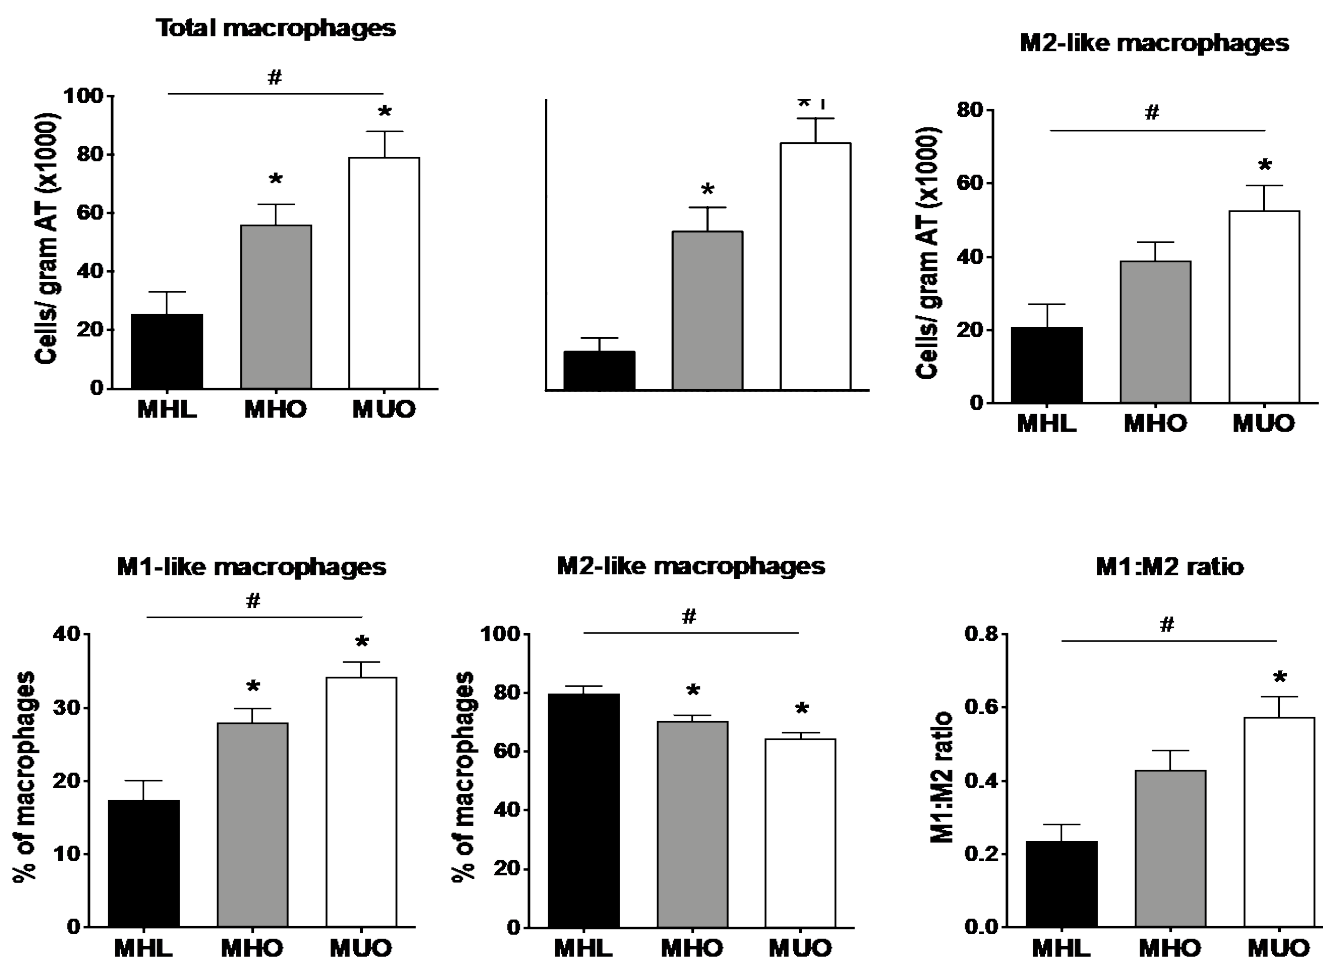 Total macrophages
#
*
*
Cells/ gram AT (x1000)
100
80
60
40
20
0
MHL MHO MUO
*
*
M2-like macrophages
#
*
Cells/ gram AT (x1000)
80
60
40
20
0
MHL MHO MUO
M1-like macrophages
#
*
*
% of macrophages
40
30
20
10
0
MHL MHO MUO
M2-like macrophages
#
*
*
% of macrophages
100
80
60
40
20
0
MHL MHO MUO
M1:M2 ratio
#
*
M1:M2 ratio
0.8
0.6
0.4
0.2
0.0
MHL MHO MUO